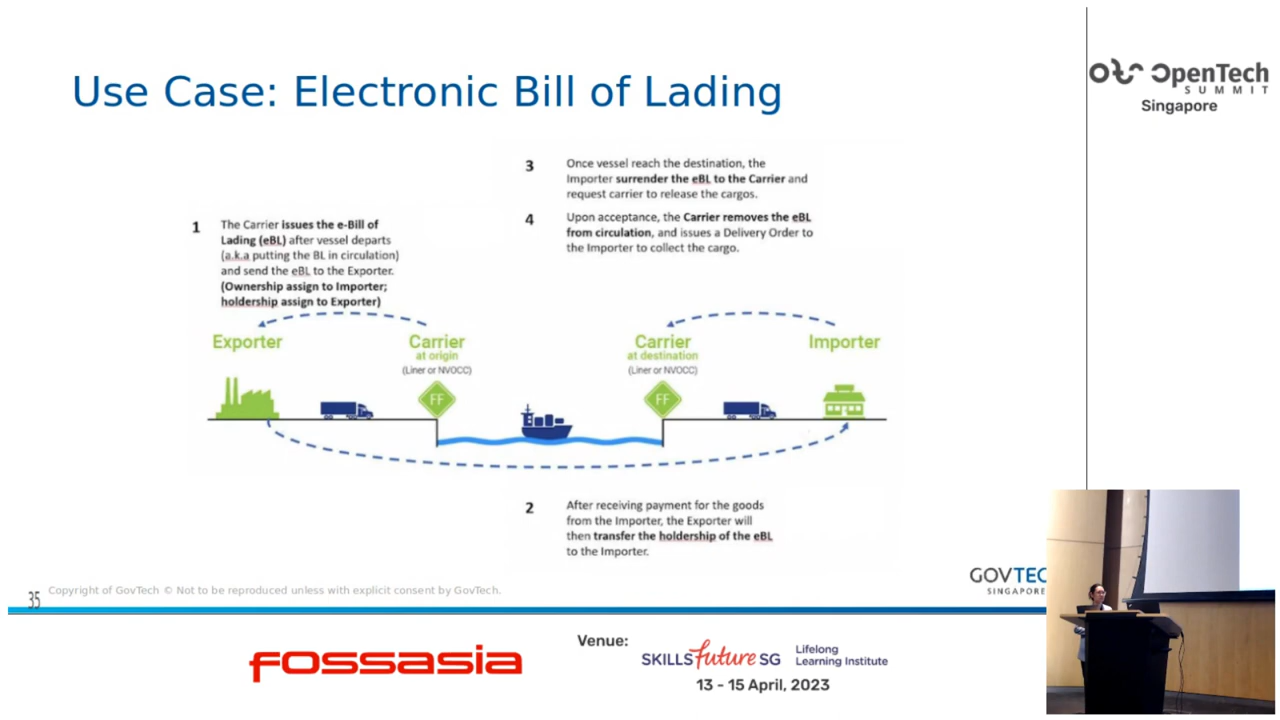 Use Case: Electronic Bill of Lading
OpenTech
SUMMIT
Singapore
1
The Carrier issues the e-Bill of
Lading (eBL) after vessel departs
(a.k.a putting the BL in circulation)
and send the eBL to the Exporter.
(Ownership assign to Importer;
holdership assign to Exporter)
3
Once vessel reach the destination, the
Importer surrender the eBL to the Carrier and
request carrier to release the cargos.
4
Upon acceptance, the Carrier removes the eBL
from circulation, and issues a Delivery Order to
the Importer to collect the cargo.
Exporter
Carrier
at origin
(Liner or NVOCC)
FF
Carrier
at destination
(Liner or NVOCC)
FF
Importer
2
After receiving payment for the goods
from the Importer, the Exporter will
then transfer the holdership of the eBL
to the Importer.
35
Copyright of GovTech © Not to be reproduced unless with explicit consent by GovTech.
GOVTEC
SINGAPORE
fossasia
Venue:
SKILLSfuture SG
Lifelong
Learning Institute
13 - 15 April, 2023